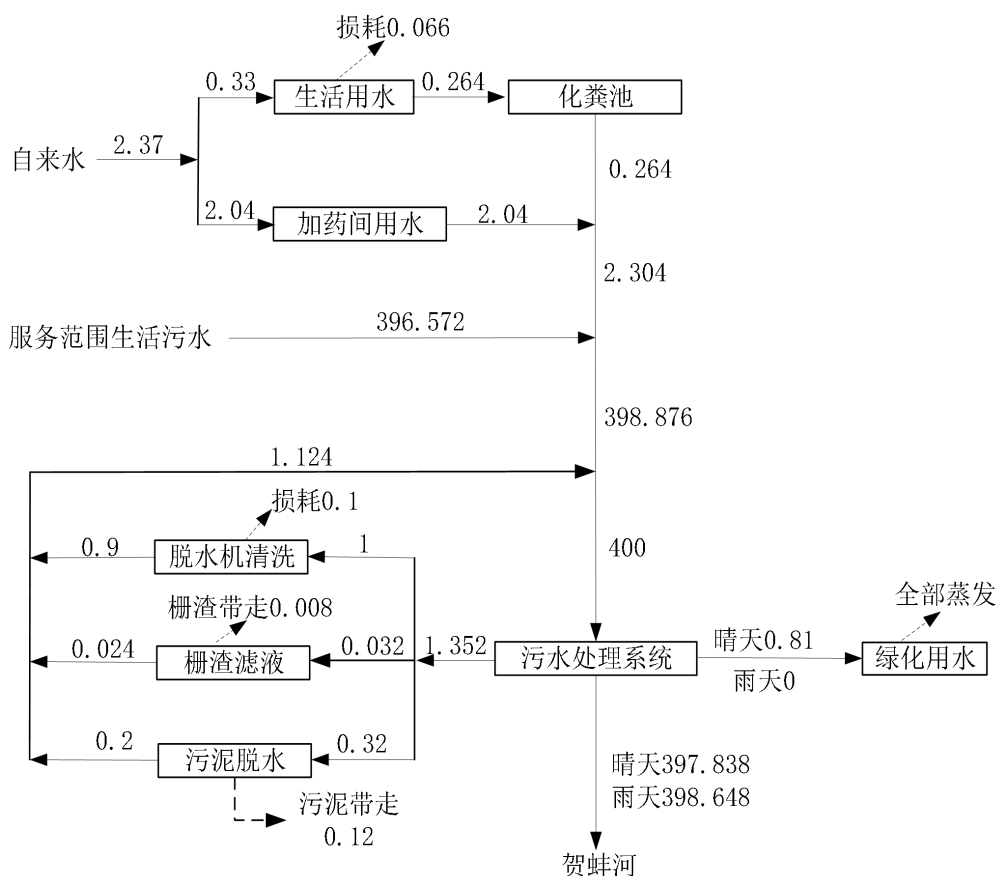 损耗0.066
0.33
生活用水
0.264
化粪池
自来水
2.37
0.264
2.04
加药间用水
2.04
2.304
服务范围生活污水
396.572
398.876
1.124
损耗0.1
0.9
脱水机清洗
1
400
栅渣带走0.008
全部蒸发
0.024
栅渣滤液
0.032
1.352
污水处理系统
晴天0.81
雨天0
绿化用水
0.2
污泥脱水
0.32
晴天397.838
雨天398.648
污泥带走
0.12
贺蚌河